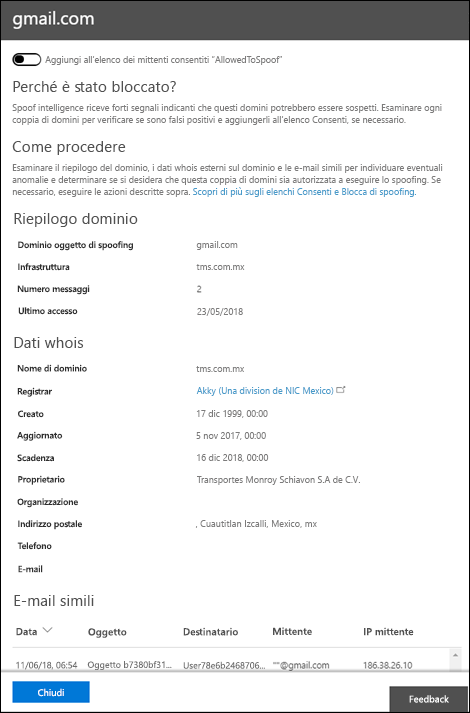 gmail.com
Aggiungi all'elenco dei mittenti consentiti "AllowedToSpoof"
Perché è stato bloccato?
Spoof intelligence riceve forti segnali indicanti che questi domini potrebbero essere sospetti. Esaminare ogni
coppia di domini per verificare se sono falsi positivi e aggiungerli all'elenco Consenti, se necessario.
Come procedere
Esaminare il riepilogo del dominio, i dati whois esterni sul dominio e le e-mail simili per individuare eventuali
anomalie e determinare se si desidera che questa coppia di domini sia autorizzata a eseguire lo spoofing. Se
necessario, eseguire le azioni descritte sopra. Scopri di più sugli elenchi Consenti e Blocca di spoofing.
Riepilogo dominio
Dominio oggetto di spoofing gmail.com
Infrastruttura tms.com.mx
Numero messaggi 2
Ultimo accesso 23/05/2018
Dati whois
Nome di dominio tms.com.mx
Registrar Akky (Una division de NIC Mexico)
Creato 17 dic 1999, 00:00
Aggiornato 5 nov 2017, 00:00
Scadenza 16 dic 2018, 00:00
Proprietario Transportes Monroy Schiavon S.A de C.V.
Organizzazione
Indirizzo postale , Cuautitlan Izcalli, Mexico, mx
Telefono
E-mail
E-mail simili
Data Oggetto Destinatario Mittente IP mittente
11/06/18, 06:54 Oggetto b7380bf31... User78e6b2468706... ""@gmail.com 186.38.26.10
Chiudi
Feedback